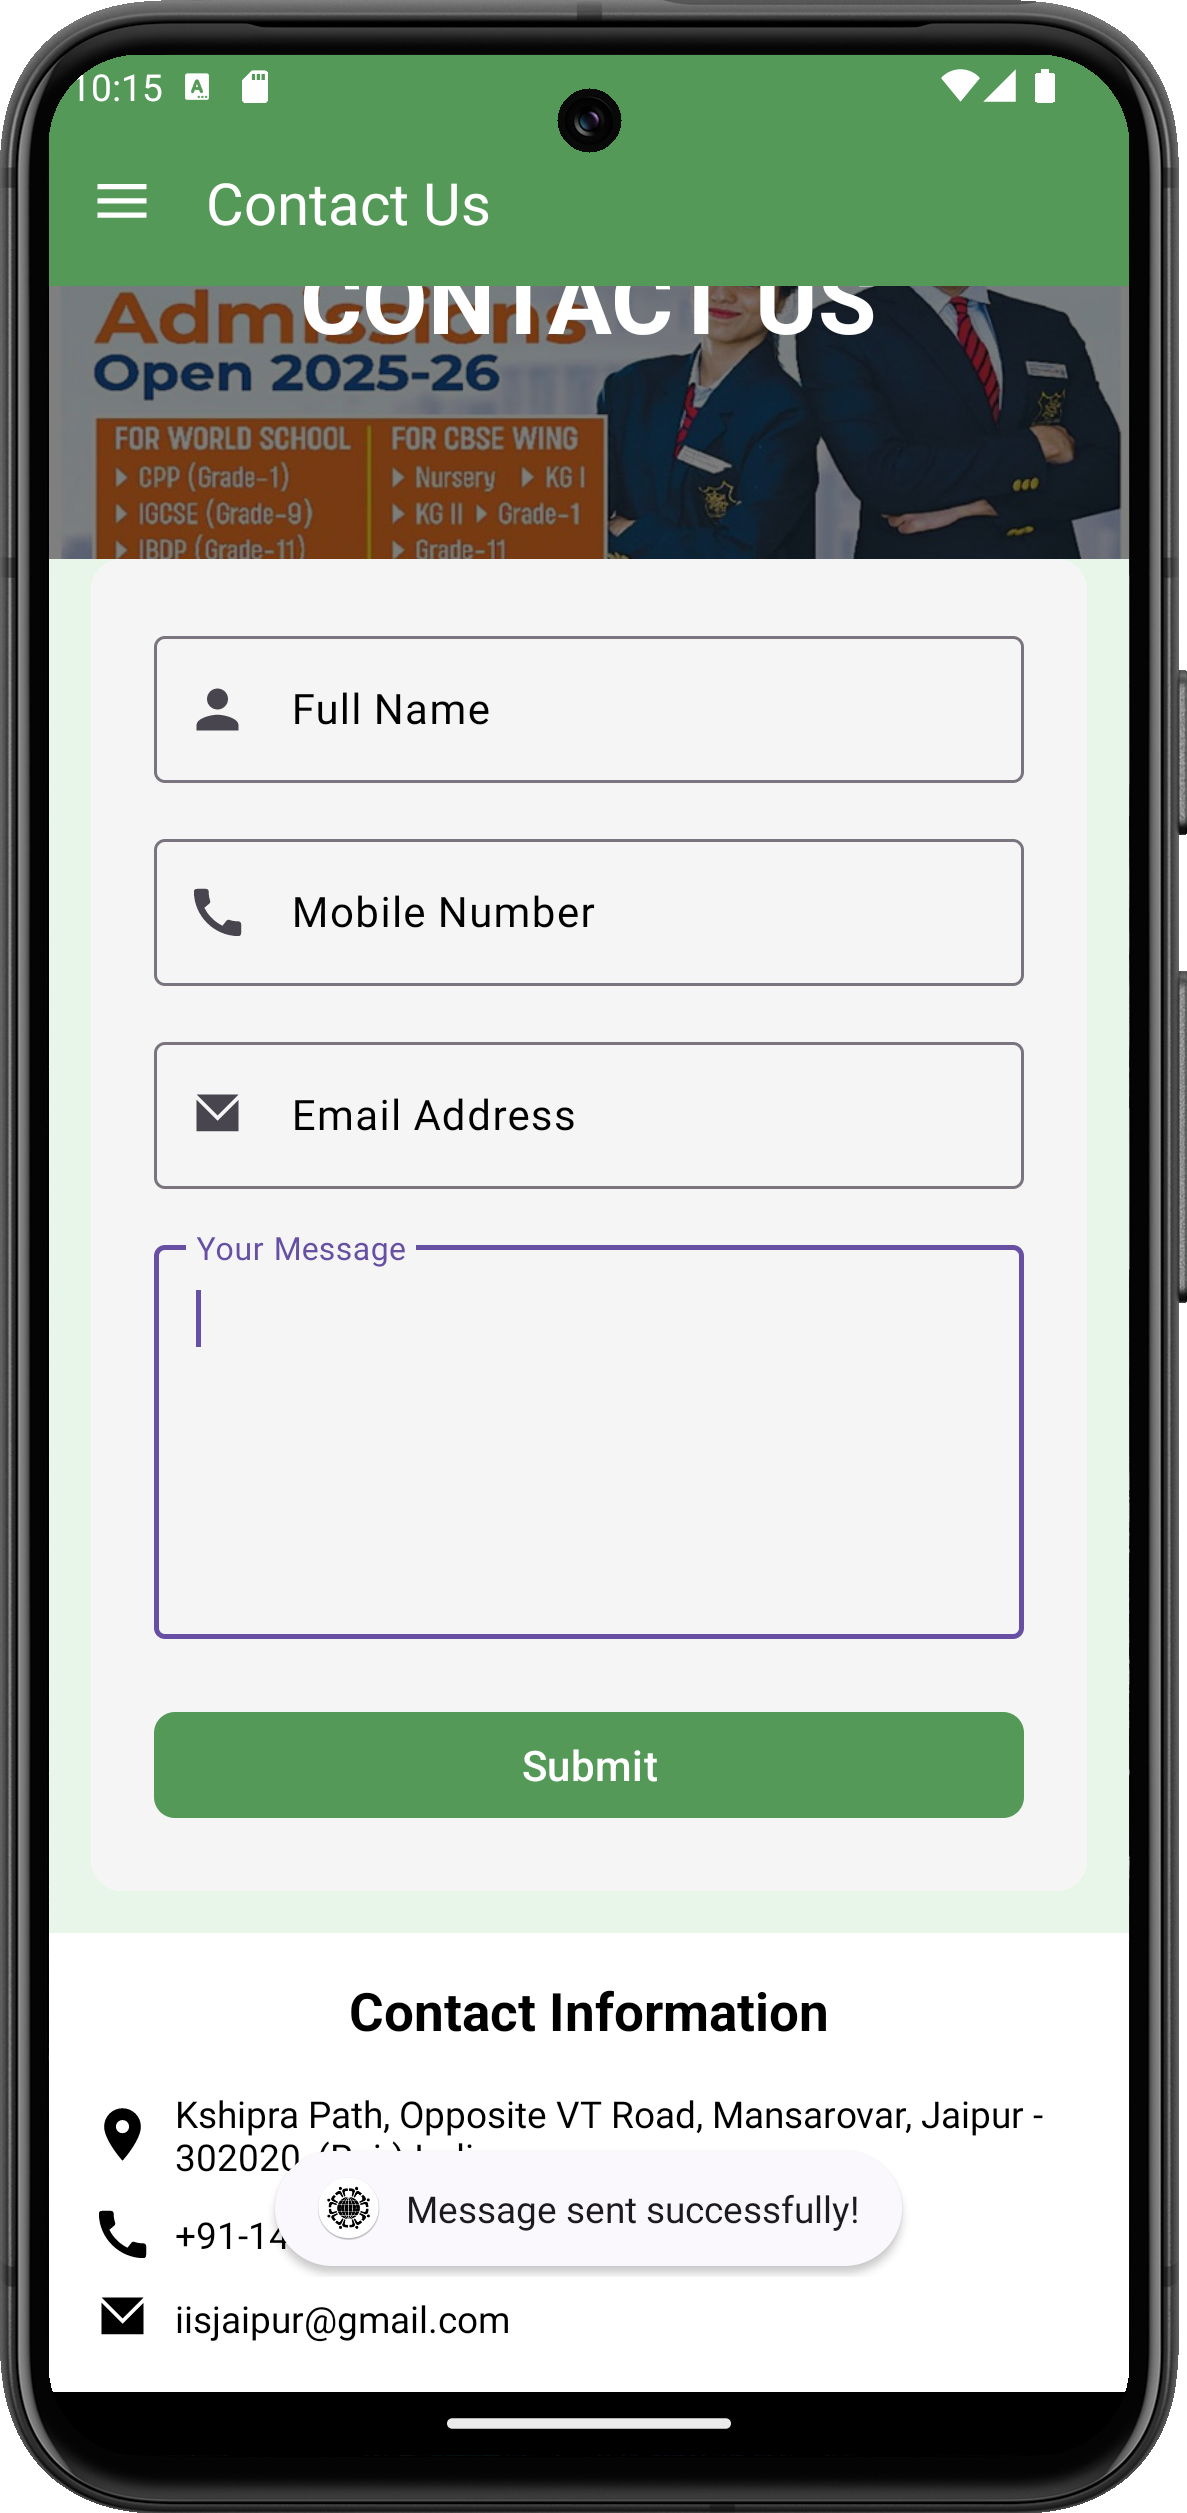 10:15
Contact Us
CONTACT US
Admissions
Open 2025-26
FOR WORLD SCHOOL
CPP (Grade-1)
IGCSE (Grade-9)
IBDP (Grade-11)
FOR CBSE WING
Nursery KG I
KG II Grade-1
Grade-11
Full Name
Mobile Number
Email Address
Your Message
Submit
Contact Information
Kshipra Path, Opposite VT Road, Mansarovar, Jaipur -
302020
+91-14
Message sent successfully!
iisjaipur@gmail.com